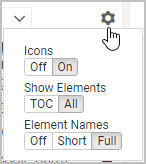 Icons
Off On
Show Elements
TOC All
Element Names
Off Short Full